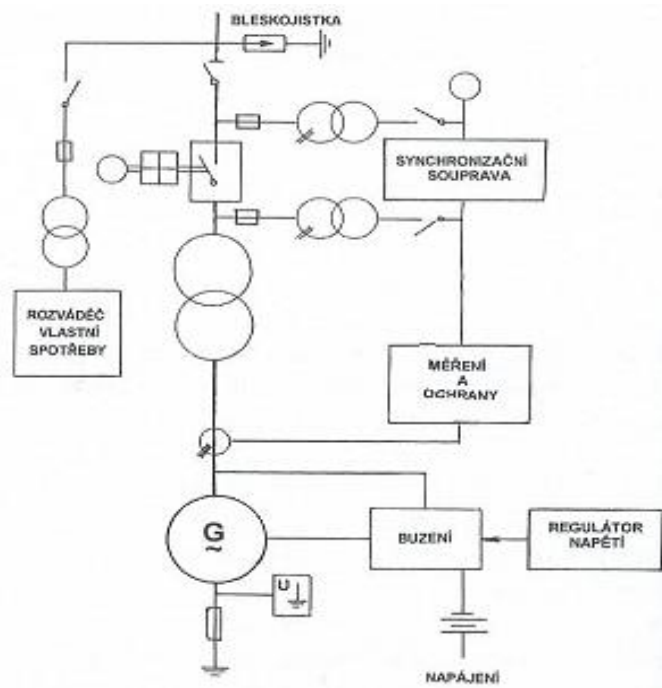 BLESKOJISTKA
SYNCHRONIZAČNÍ
SOUPRAVA
ROZVÁDĚČ
VLASTNÍ
SPOTŘEBY
MĚŘENÍ
A
OCHRANY
G
~
BUZENÍ
REGULÁTOR
NAPĚTÍ
U
NAPÁJENÍ